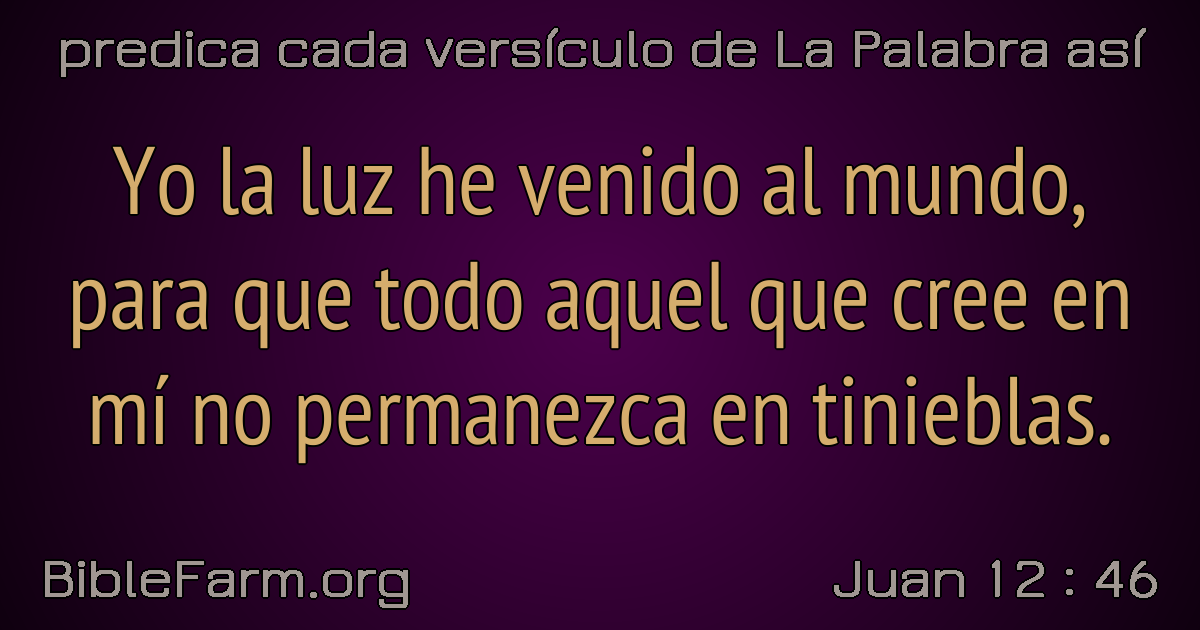 predica cada versículo de La Palabra así
Yo la luz he venido al mundo,
para que todo aquel que cree en
mí no permanezca en tinieblas.
BibleFarm.org
Juan 12 : 46